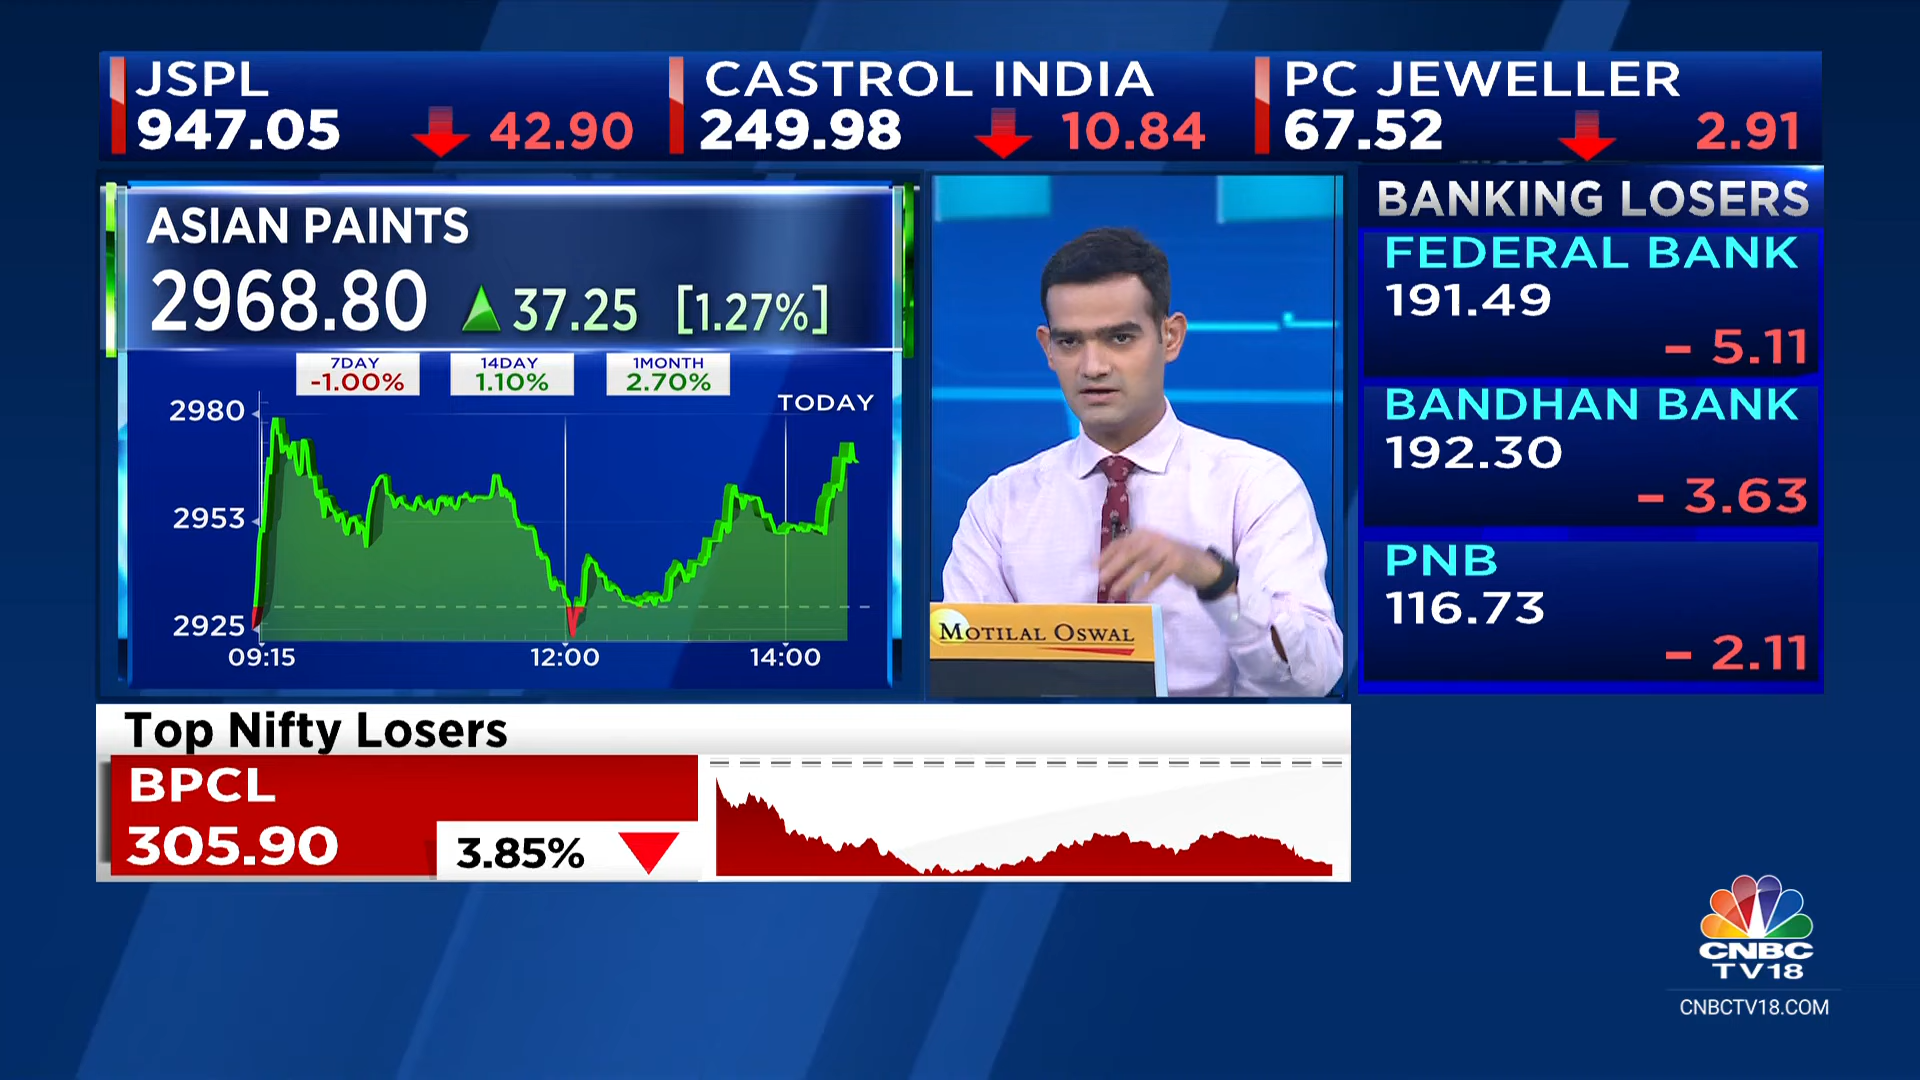 JSPL
947.05 42.90
CASTROL INDIA
249.98 10.84
PC JEWELLER
67.52 2.91
ASIAN PAINTS
2968.80 37.25 [1.27%]
7DAY
-1.00%
14DAY
1.10%
1MONTH
2.70%
TODAY
2980
2953
2925
09:15 12:00 14:00
MOTILAL OSWAL
BANKING LOSERS
FEDERAL BANK
191.49
- 5.11
BANDHAN BANK
192.30
- 3.63
PNB
116.73
- 2.11
Top Nifty Losers
BPCL
305.90
3.85%
CNBC
TV18
CNBCTV18.COM